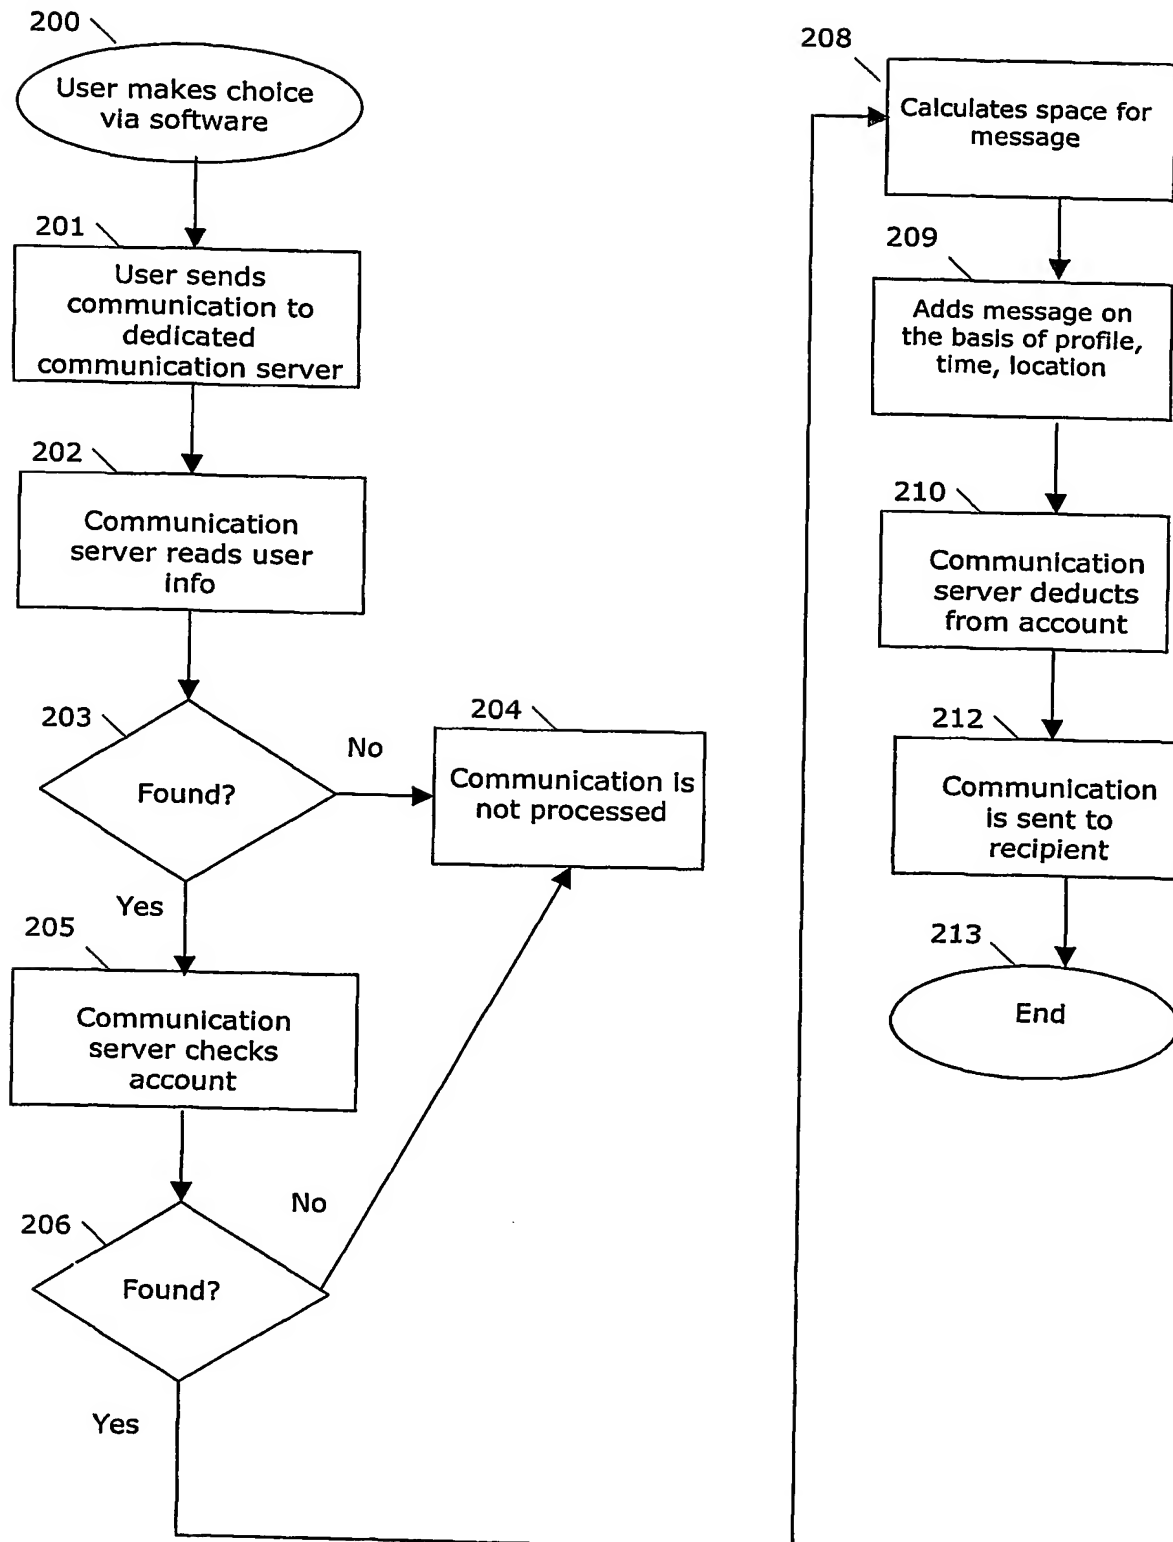 200
User makes choice
via software
201
User sends
communication to
dedicated
communication server
202
Communication
server reads user
info
203
Found?
No
204
Communication is
not processed
Yes
205
Communication
server checks
account
206
Found?
No
Yes
208
Calculates space for
message
209
Adds message on
the basis of profile,
time, location
210
Communication
server deducts
from account
212
Communication
is sent to
recipient
213
End